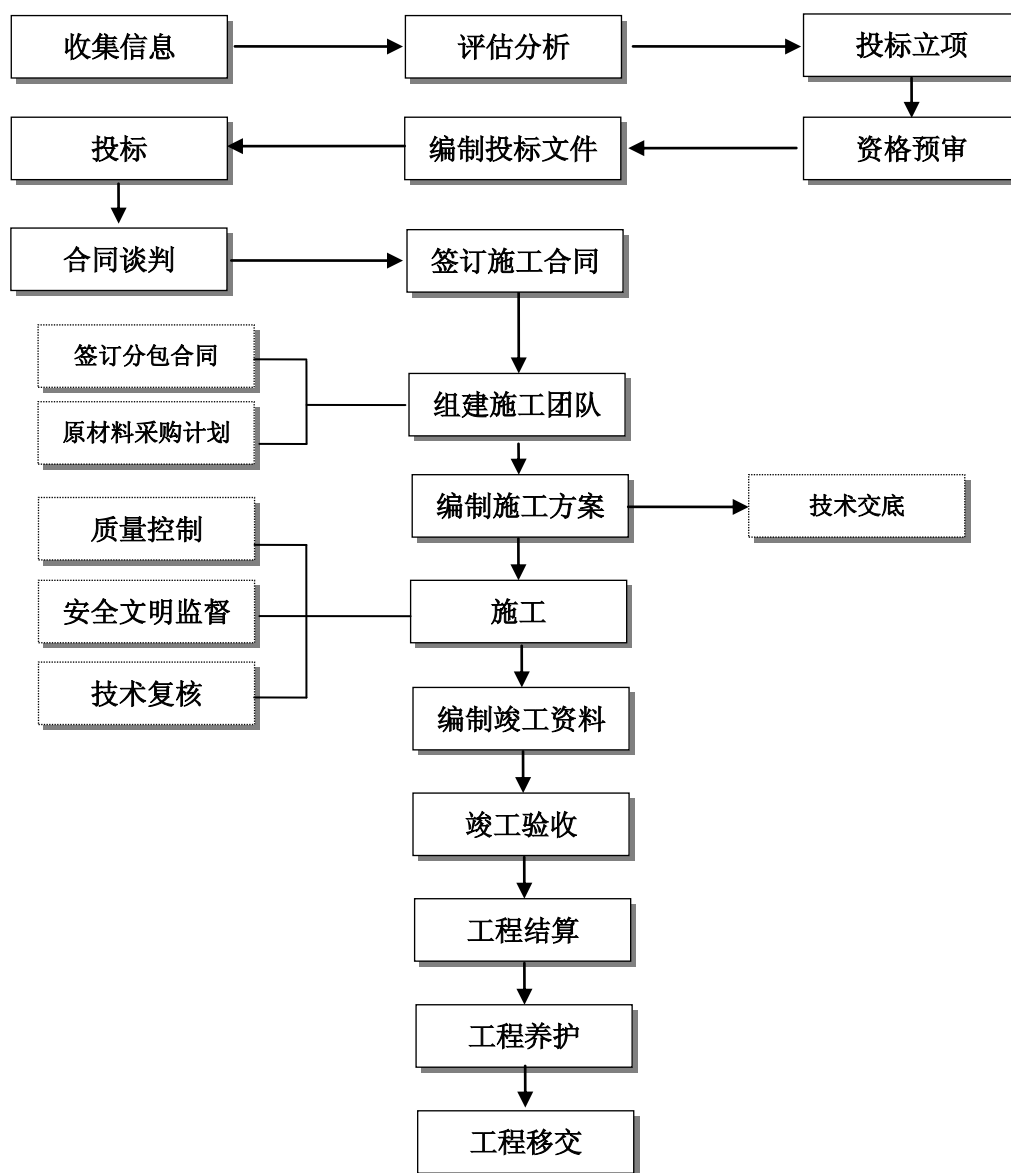 收集信息
评估分析
投标立项
投标
编制投标文件
资格预审
合同谈判
签订施工合同
签订分包合同
组建施工团队
原材料采购计划
编制施工方案
技术交底
质量控制
安全文明监督
施工
技术复核
编制竣工资料
竣工验收
工程结算
工程养护
工程移交